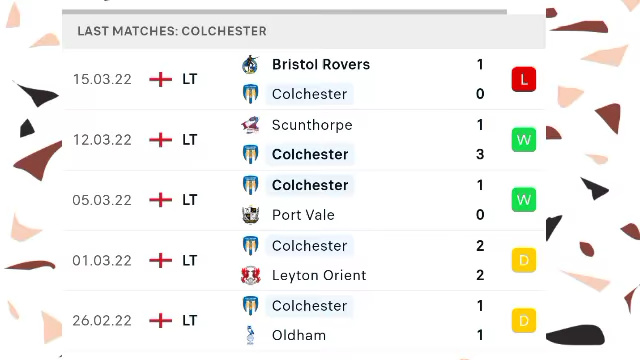 LAST MATCHES: COLCHESTER
15.03.22 LT Bristol Rovers 1 L
Colchester 0
12.03.22 LT Scunthorpe 1 W
Colchester 3
05.03.22 LT Colchester 1 W
Port Vale 0
01.03.22 LT Colchester 2 D
Leyton Orient 2
26.02.22 LT Colchester 1 D
Oldham 1